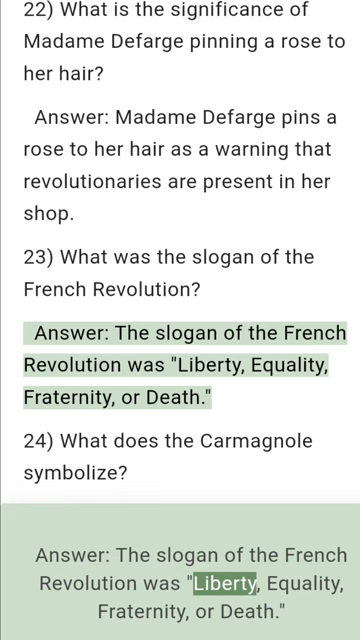 22) What is the significance of
Madame Defarge pinning a rose to
her hair?
Answer: Madame Defarge pins a
rose to her hair as a warning that
revolutionaries are present in her
shop.
23) What was the slogan of the
French Revolution?
Answer: The slogan of the French
Revolution was "Liberty, Equality,
Fraternity, or Death."
24) What does the Carmagnole
symbolize?
Answer: The slogan of the French
Revolution was "Liberty, Equality,
Fraternity, or Death."